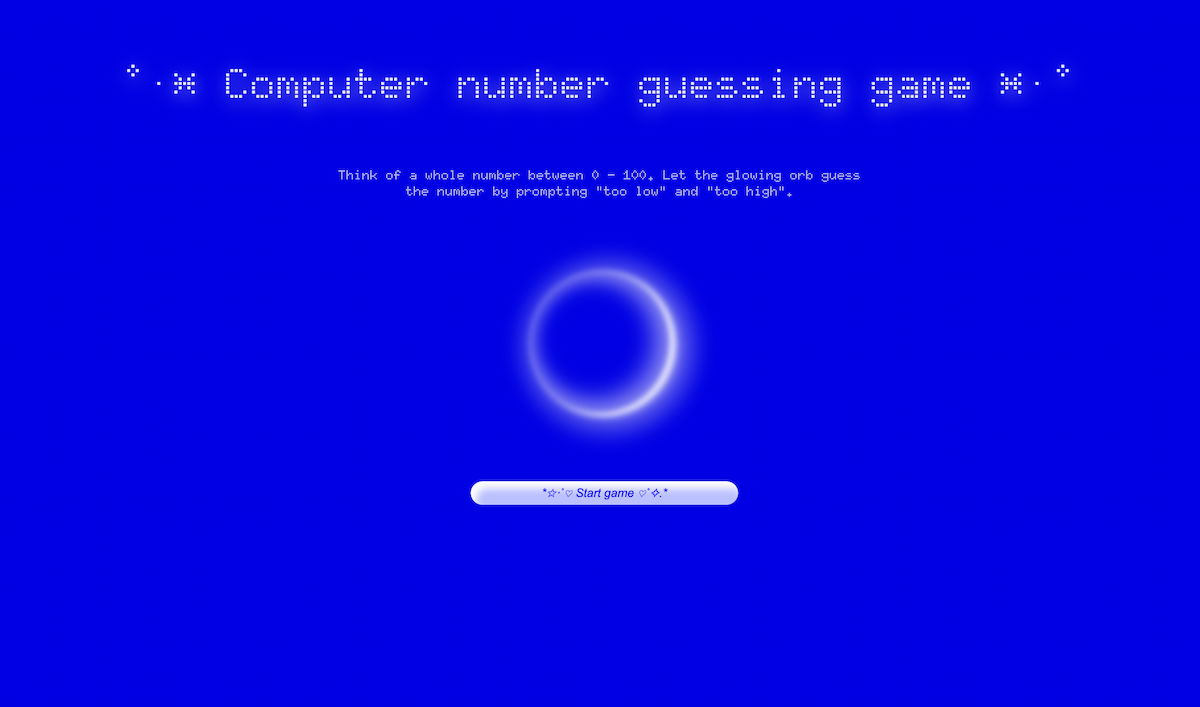 °·⪤ Computer number guessing game ⪤·°
Think of a whole number between 0 - 100. Let the glowing orb guess
the number by prompting "too low" and "too high".
*☆·˚♡ Start game ♡˚✧.*